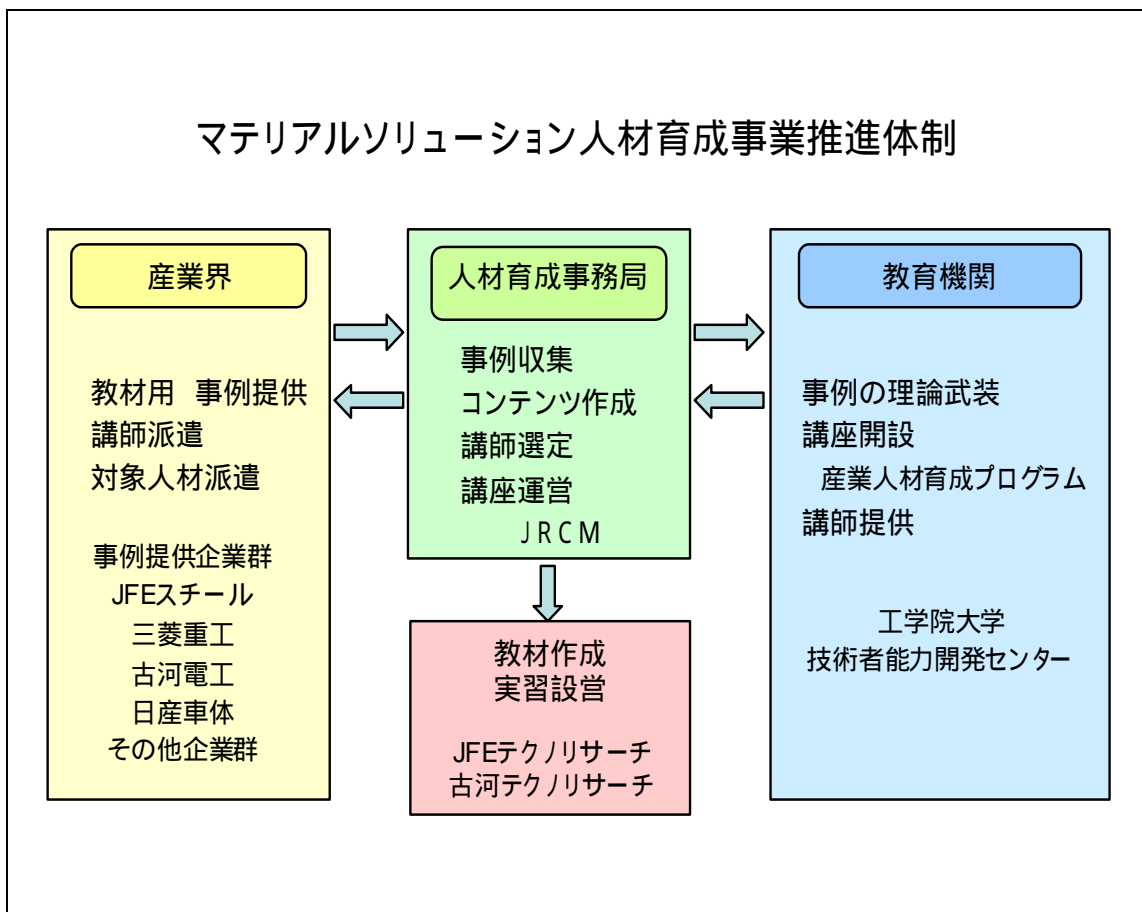 マテリアルソリューション人材育成事業推進体制
産業界
教材用 事例提供
講師派遣
対象人材派遣
事例提供企業群
JFEスチール
三菱重工
古河電工
日産車体
その他企業群
人材育成事務局
事例収集
コンテンツ作成
講師選定
講座運営
JRCM
教材作成
実習設営
JFEテクノリサーチ
古河テクノリサーチ
教育機関
事例の理論武装
講座開設
産業人材育成プログラム
講師提供
工学院大学
技術者能力開発センター